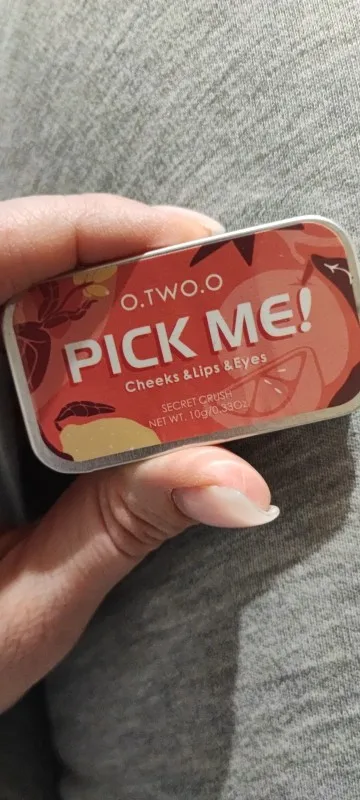 O.TWO.O
PICK ME!
Cheeks &Lips &Eyes
SECRET CRUSH
NET WT. 10g/0.33OZ